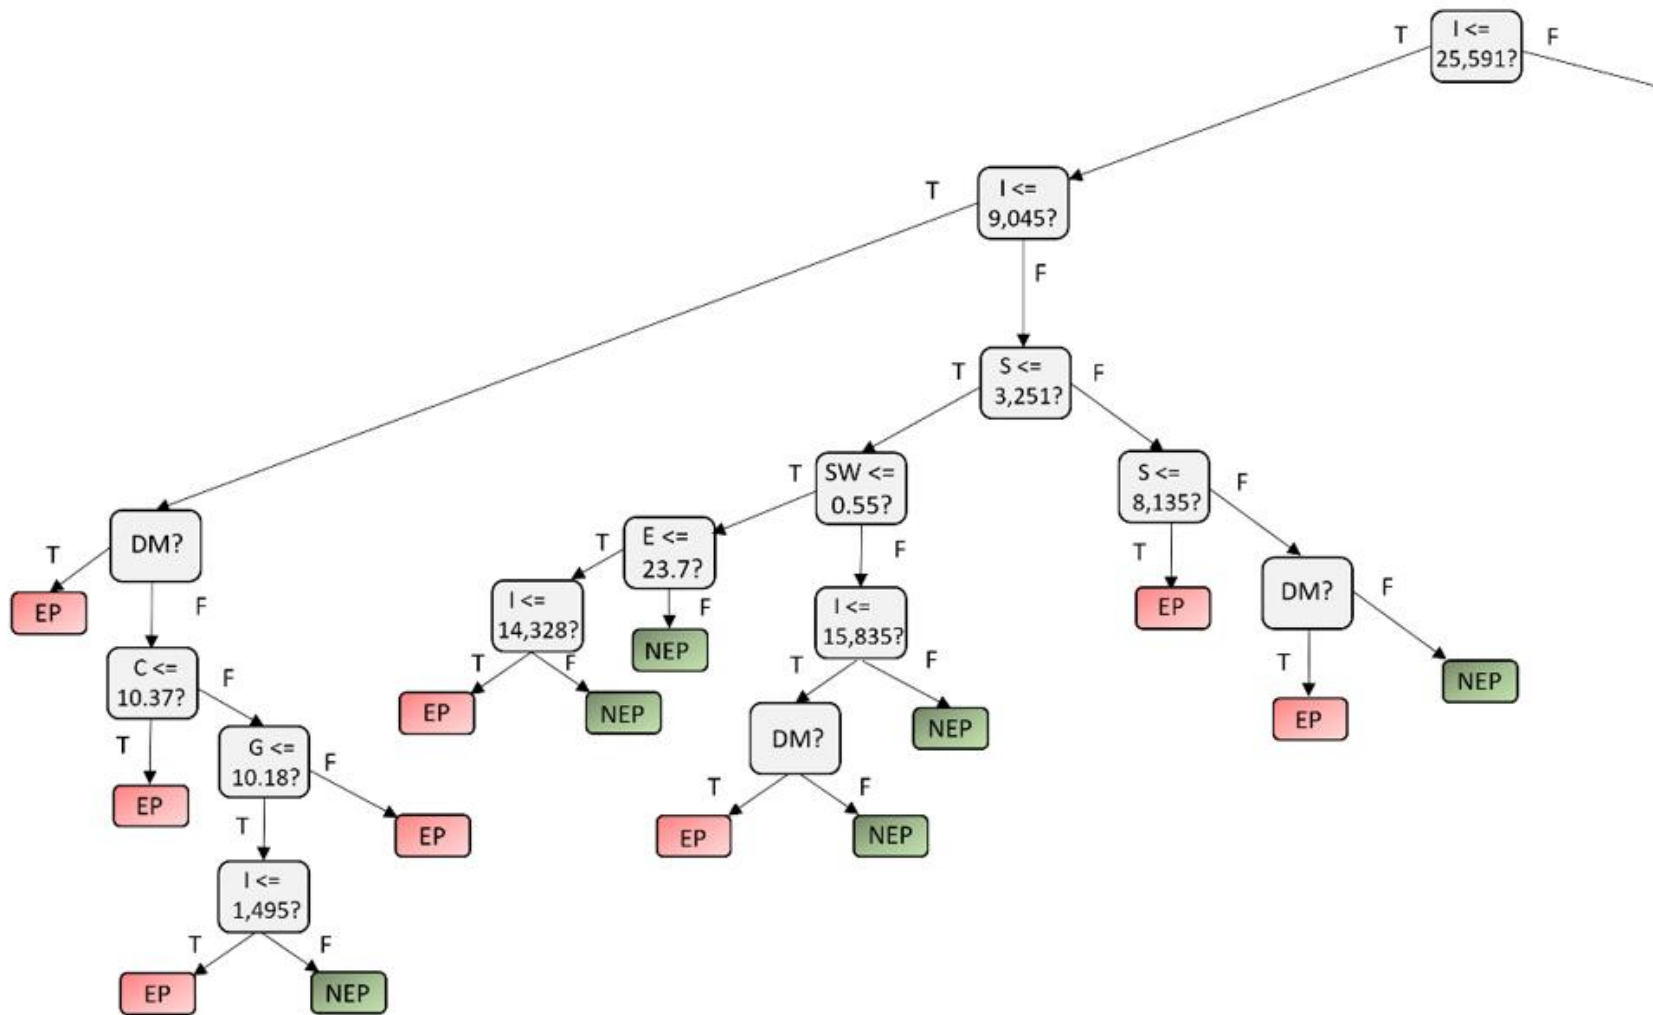 T
I <=
25,591?
F
T
I <=
9,045?
F
T
S <=
3,251?
F
T
SW <=
0.55?
F
S <=
8,135?
F
T
EP
DM?
F
T
EP
NEP
T
E <=
23.7?
F
NEP
T
I <=
14,328?
F
EP
NEP
I <=
15,835?
T
F
NEP
DM?
T
F
EP
NEP
T
DM?
F
EP
C <=
10.37?
F
T
EP
G <=
10.18?
F
EP
T
I <=
1,495?
T
F
EP
NEP